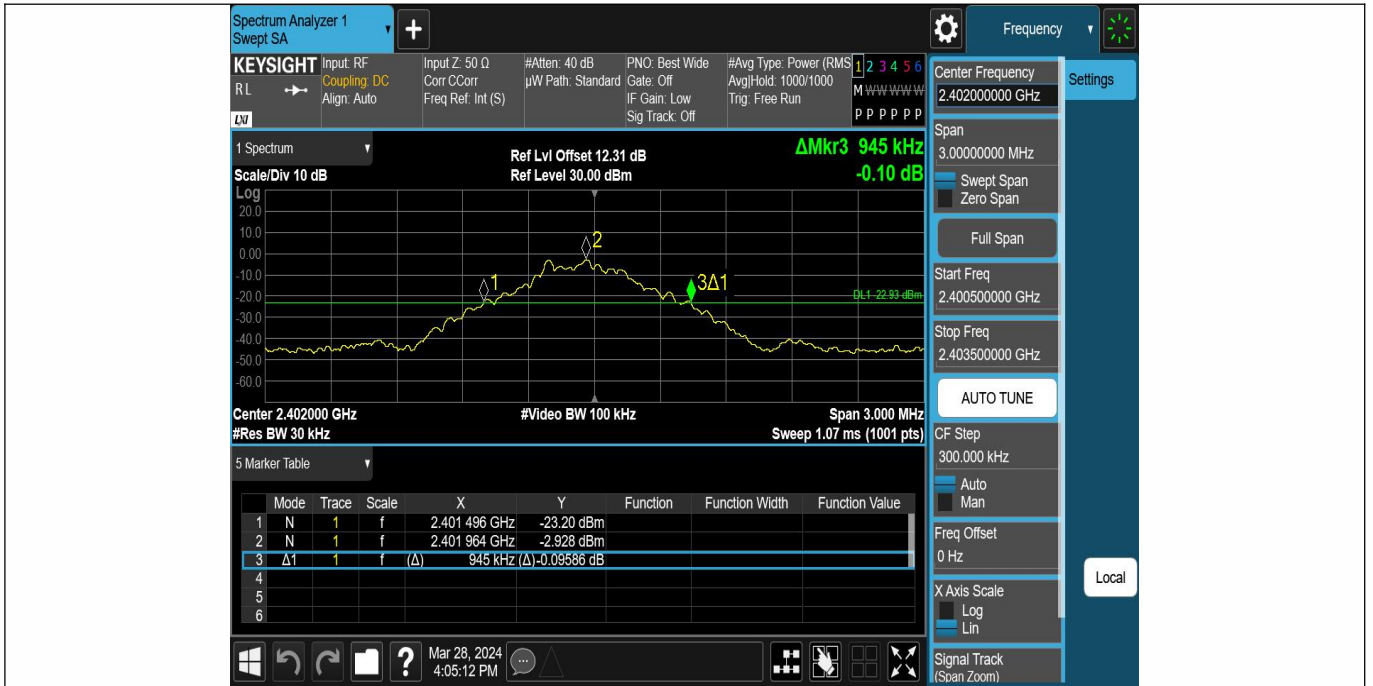 Spectrum Analyzer 1
Swept SA
+
Frequency
KEYSIGHT
RL
LXI
Input: RF
Coupling: DC
Align: Auto
Input Z: 50 Ω
Corr CCorr
Freq Ref: Int (S)
#Atten: 40 dB
µW Path: Standard
PNO: Best Wide
Gate: Off
IF Gain: Low
Sig Track: Off
#Avg Type: Power (RMS
Avg|Hold: 1000/1000
Trig: Free Run
1 2 3 4 5 6
M W W W W W
P P P P P P
1 Spectrum
Scale/Div 10 dB
Ref Lvl Offset 12.31 dB
Ref Level 30.00 dBm
ΔMkr3 945 kHz
-0.10 dB
Log
20.0
10.0
0.00
-10.0
-20.0
-30.0
-40.0
-50.0
-60.0
1
2
3Δ1
DL1 -22.93 dBm
Center 2.402000 GHz
#Video BW 100 kHz
Span 3.000 MHz
#Res BW 30 kHz
Sweep 1.07 ms (1001 pts)
5 Marker Table
Mode Trace Scale X Y Function Function Width Function Value
1 N 1 f 2.401 496 GHz -23.20 dBm
2 N 1 f 2.401 964 GHz -2.928 dBm
3 Δ1 1 f (Δ) 945 kHz (Δ) -0.09586 dB
4
5
6
?
Mar 28, 2024
4:05:12 PM
Center Frequency
2.402000000 GHz
Settings
Span
3.00000000 MHz
Swept Span
Zero Span
Full Span
Start Freq
2.400500000 GHz
Stop Freq
2.403500000 GHz
AUTO TUNE
CF Step
300.000 kHz
Auto
Man
Freq Offset
0 Hz
Local
X Axis Scale
Log
Lin
Signal Track
(Span Zoom)